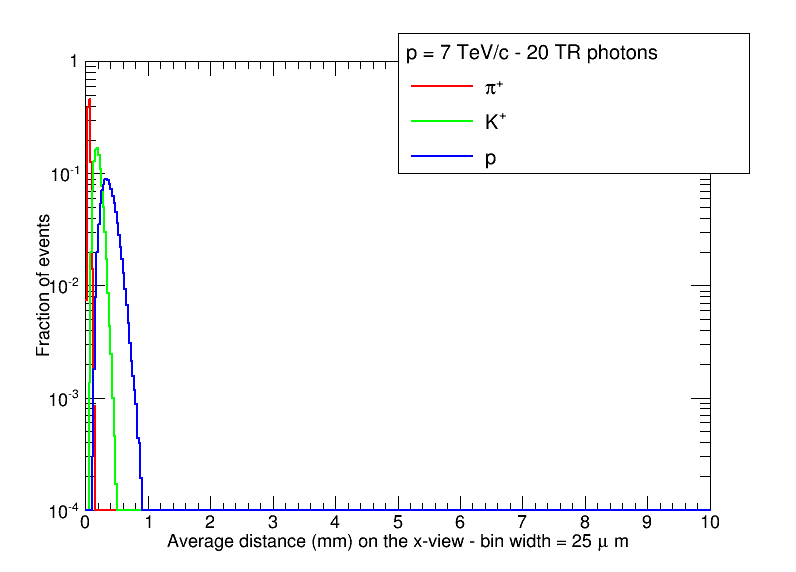 p = 7 TeV/c - 20 TR photons
π⁺
K⁺
p
Fraction of events
1
10⁻¹
10⁻²
10⁻³
10⁻⁴
0 1 2 3 4 5 6 7 8 9 10
Average distance (mm) on the x-view - bin width = 25 μ m